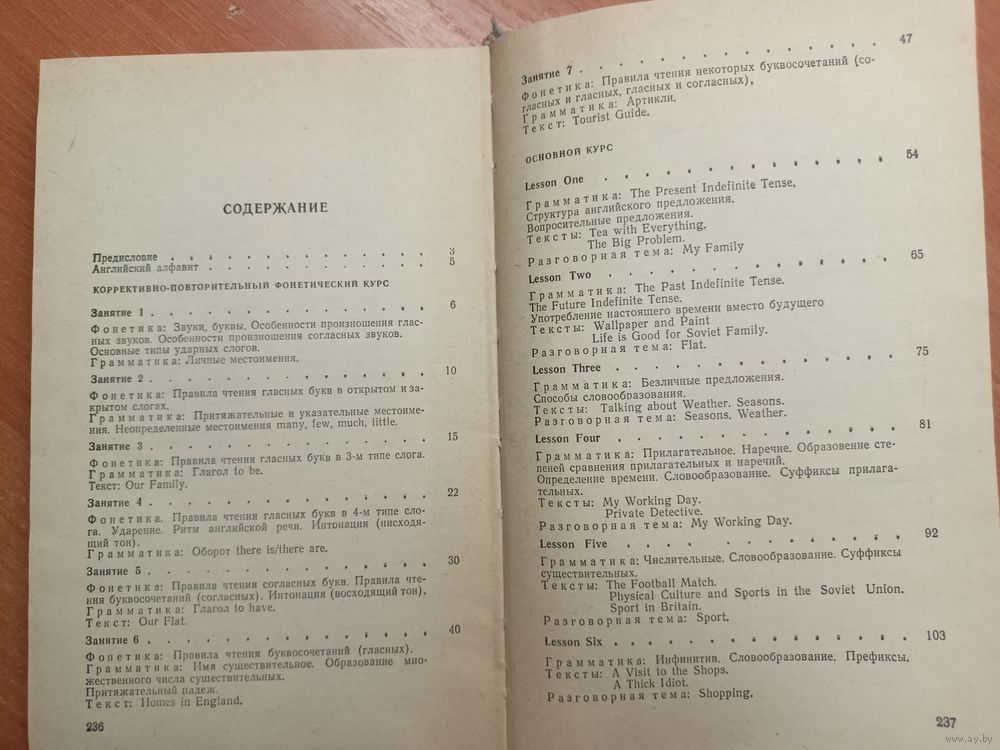 СОДЕРЖАНИЕ
Предисловие . . . . . . . . . . . . . . 3
Английский алфавит . . . . . . . . . . . . 5
КОРРЕКТИВНО-ПОВТОРИТЕЛЬНЫЙ ФОНЕТИЧЕСКИЙ КУРС
Занятие 1 . . . . . . . . . . . . . . . 6
Фонетика: Звуки, буквы. Особенности произношения глас-
ных звуков. Особенности произношения согласных звуков.
Основные типы ударных слогов.
Грамматика: Личные местоимения.
Занятие 2 . . . . . . . . . . . . . . . 10
Фонетика: Правила чтения гласных букв в открытом и за-
крытом слогах.
Грамматика: Притяжательные и указательные местоиме-
ния. Неопределенные местоимения many, few, much, little.
Занятие 3 . . . . . . . . . . . . . . . 15
Фонетика: Правила чтения гласных букв в 3-м типе слога.
Грамматика: Глагол to be.
Текст: Our Family.
Занятие 4 . . . . . . . . . . . . . . . 22
Фонетика. Правила чтения гласных букв в 4-м типе сло-
га. Ударение. Ритм английской речи. Интонация (нисходя-
щий тон).
Грамматика: Оборот there is/there are.
Занятие 5 . . . . . . . . . . . . . . . 30
Фонетика: Правила чтения согласных букв. Правила чте-
ния буквосочетаний (согласных). Интонация (восходящий тон).
Грамматика: Глагол to have.
Текст: Our Flat.
Занятие 6 . . . . . . . . . . . . . . . 40
Фонетика: Правила чтения буквосочетаний (гласных).
Грамматика: Имя существительное. Образование мно-
жественного числа существительных.
Притяжательный падеж.
Текст: Homes in England.
236
Занятие 7 . . . . . . . . . . . . . . . 47
Фонетика: Правила чтения некоторых буквосочетаний (со-
гласных и гласных, гласных и согласных).
Грамматика: Артикли.
Текст: Tourist Guide.
ОСНОВНОЙ КУРС
Lesson One . . . . . . . . . . . . . . 54
Грамматика: The Present Indefinite Tense.
Структура английского предложения.
Вопросительные предложения.
Тексты: Tea with Everything.
The Big Problem.
Разговорная тема: My Family
Lesson Two . . . . . . . . . . . . . . 65
Грамматика: The Past Indefinite Tense.
The Future Indefinite Tense.
Употребление настоящего времени вместо будущего
Тексты: Wallpaper and Paint
Life is Good for Soviet Family.
Разговорная тема: Flat.
Lesson Three . . . . . . . . . . . . . 75
Грамматика: Безличные предложения.
Способы словообразования.
Тексты: Talking about Weather. Seasons.
Разговорная тема: Seasons, Weather.
Lesson Four . . . . . . . . . . . . . 81
Грамматика: Прилагательное. Наречие. Образовение сте-
пеней сравнения прилагательных и наречий.
Определение времени. Словообразование. Суффиксы прилага-
тельных.
Тексты: My Working Day.
Private Detective.
Разговорная тема: My Working Day.
Lesson Five . . . . . . . . . . . . . 92
Грамматика: Числительные. Словообразование. Суффиксы
существительных.
Тексты: The Football Match.
Physical Culture and Sports in the Soviet Union.
Sport in Britain.
Разговорная тема: Sport.
Lesson Six . . . . . . . . . . . . . 103
Грамматика: Инфинитив. Словообразование. Префиксы.
Тексты: A Visit to the Shops.
A Thick Idiot.
Разговорная тема: Shopping.
237
www.ay.by